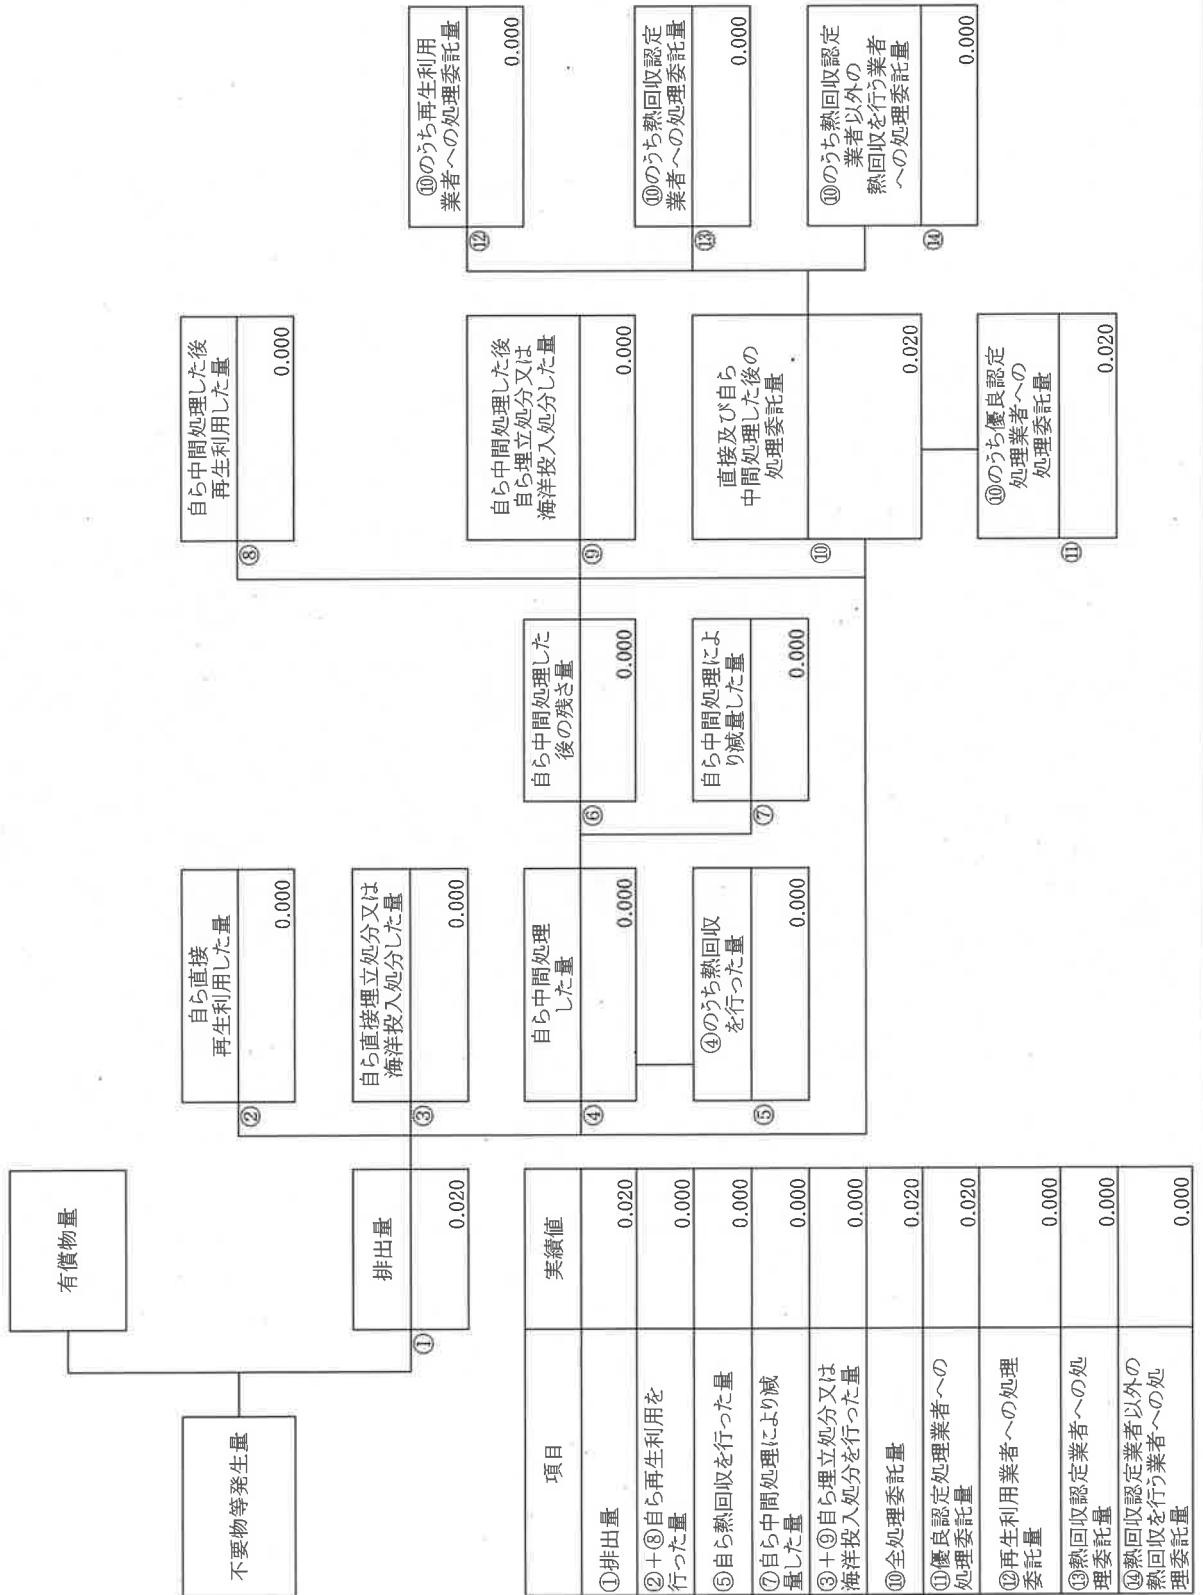 不要物等発生量
有償物量
排出量
①
0.020
自ら直接
再生利用した量
②
0.000
自ら直接埋立処分又は
海洋投入処分した量
③
0.000
自ら中間処理
した量
④
0.000
④のうち熱回収
を行った量
⑤
0.000
自ら中間処理した
後の残さ量
⑥
0.000
自ら中間処理によ
り減量した量
⑦
0.000
自ら中間処理した後
再生利用した量
⑧
0.000
自ら中間処理した後
自ら埋立処分又は
海洋投入処分した量
⑨
0.000
直接及び自ら
中間処理した後の
処理委託量
⑩
0.020
⑩のうち優良認定
処理業者への
処理委託量
⑪
0.020
⑩のうち再生利用
業者への処理委託量
⑫
0.000
⑩のうち熱回収認定
業者への処理委託量
⑬
0.000
⑩のうち熱回収認定
業者以外の
熱回収を行う業者
への処理委託量
⑭
0.000
項目 実績値
①排出量 0.020
②+⑧自ら再生利用を
行った量 0.000
⑤自ら熱回収を行った量 0.000
⑦自ら中間処理により減
量した量 0.000
③+⑨自ら埋立処分又は
海洋投入処分を行った量 0.000
⑩全処理委託量 0.020
⑪優良認定処理業者への
処理委託量 0.020
⑫再生利用業者への処理
委託量 0.000
⑬熱回収認定業者への処
理委託量 0.000
⑭熱回収認定業者以外の
熱回収を行う業者への処
理委託量 0.000